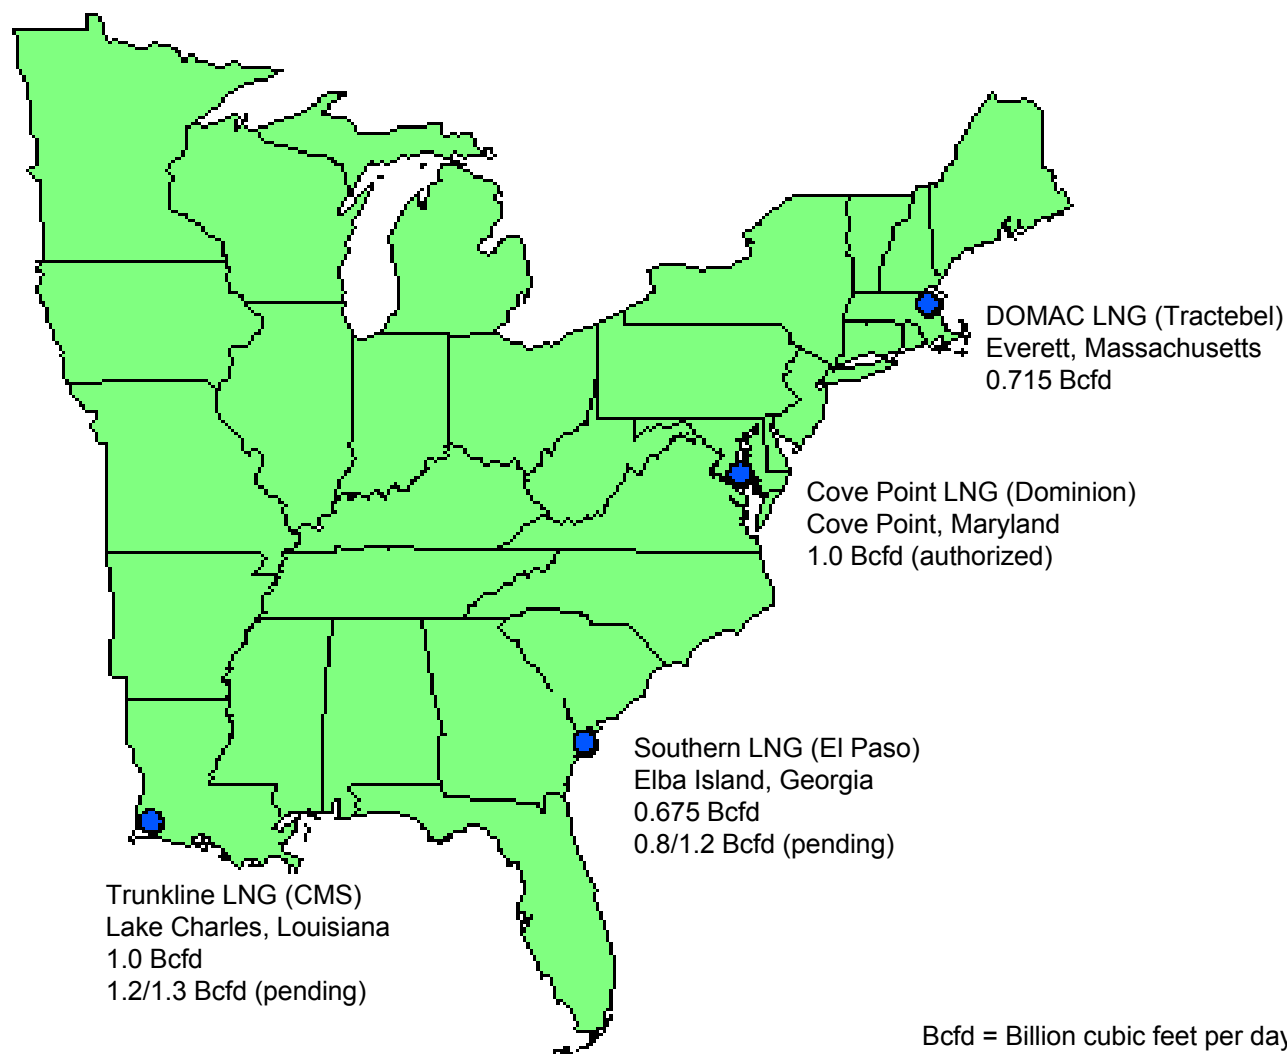 DOMAC LNG (Tractebel)
Everett, Massachusetts
0.715 Bcfd
Cove Point LNG (Dominion)
Cove Point, Maryland
1.0 Bcfd (authorized)
Southern LNG (El Paso)
Elba Island, Georgia
0.675 Bcfd
0.8/1.2 Bcfd (pending)
Trunkline LNG (CMS)
Lake Charles, Louisiana
1.0 Bcfd
1.2/1.3 Bcfd (pending)
Bcfd = Billion cubic feet per day